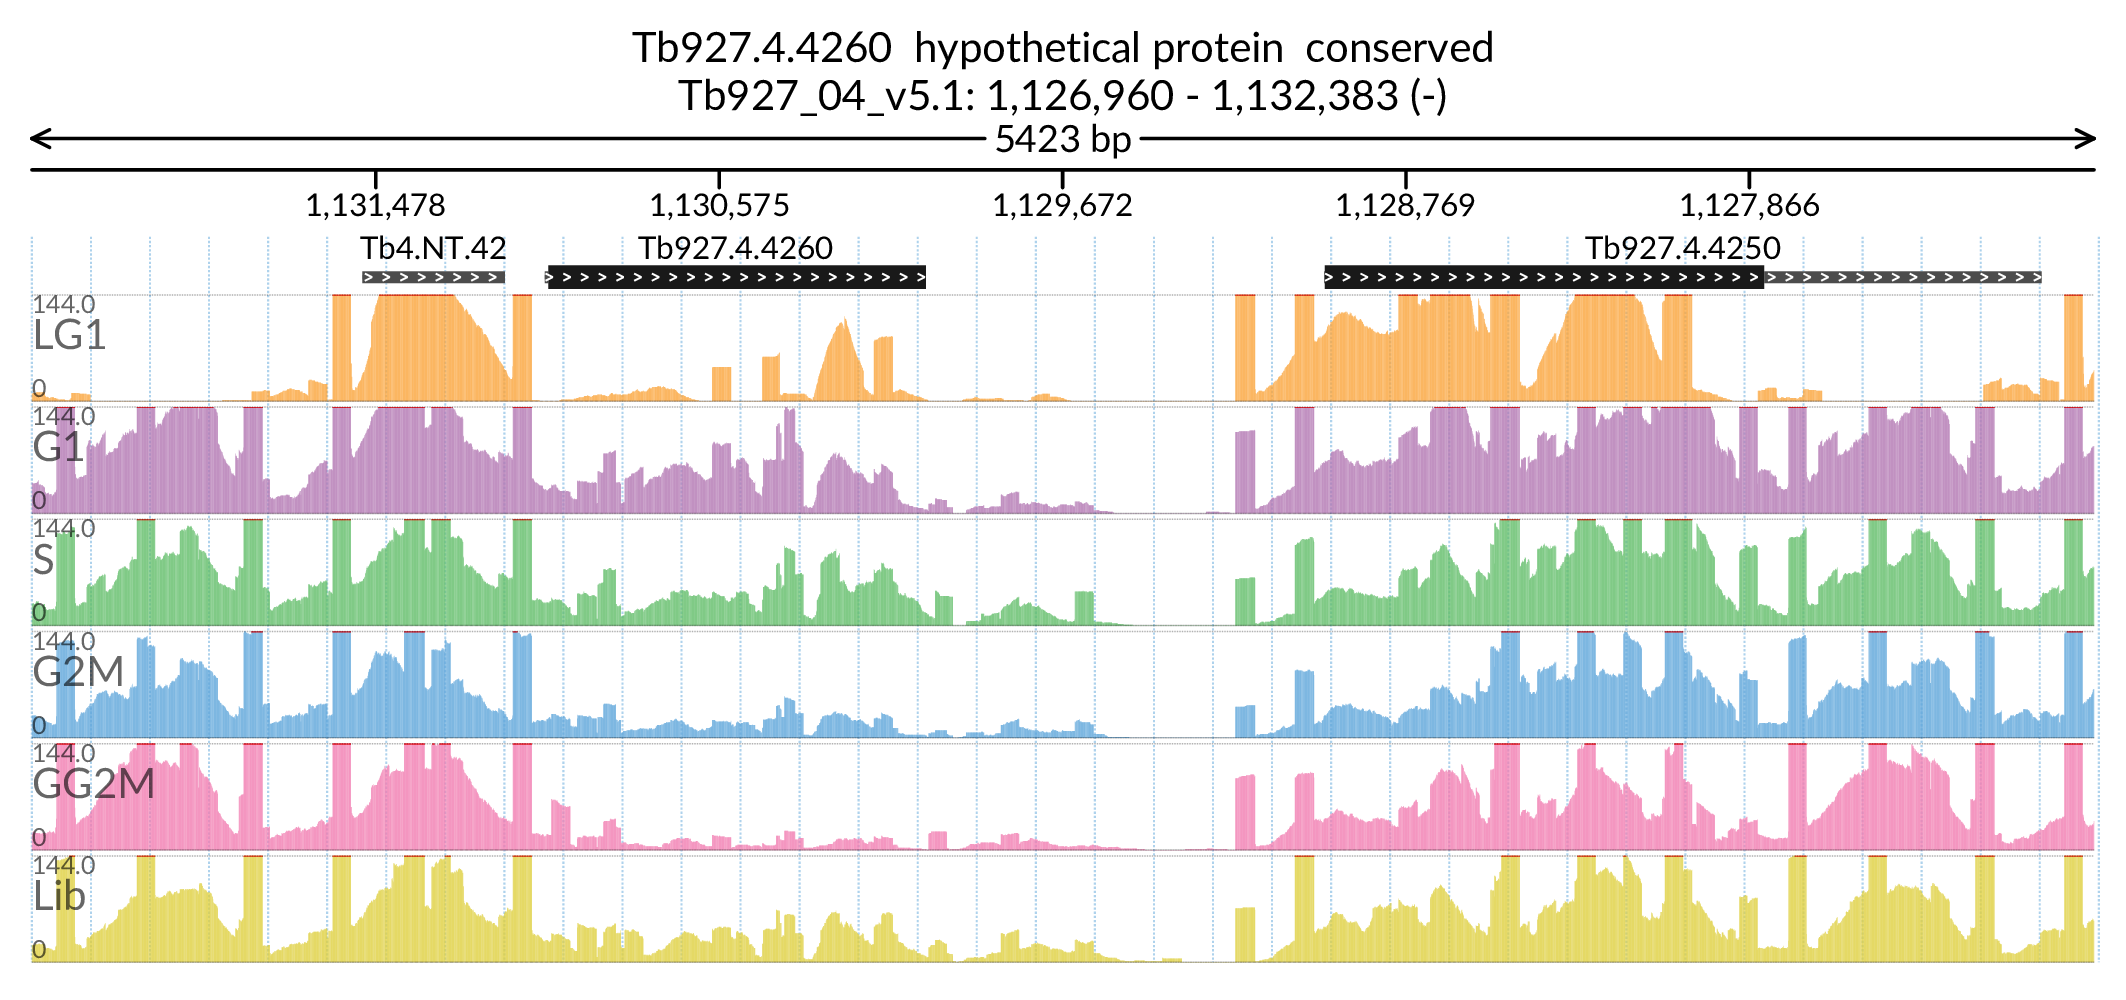 Tb927.4.4260  hypothetical protein  conserved
Tb927_04_v5.1: 1,126,960 - 1,132,383 (-)
5423 bp
1,131,478 1,130,575 1,129,672 1,128,769 1,127,866
Tb4.NT.42 Tb927.4.4260 Tb927.4.4250
144.0
LG1
0
144.0
G1
0
144.0
S
0
144.0
G2M
0
144.0
GG2M
0
144.0
Lib
0